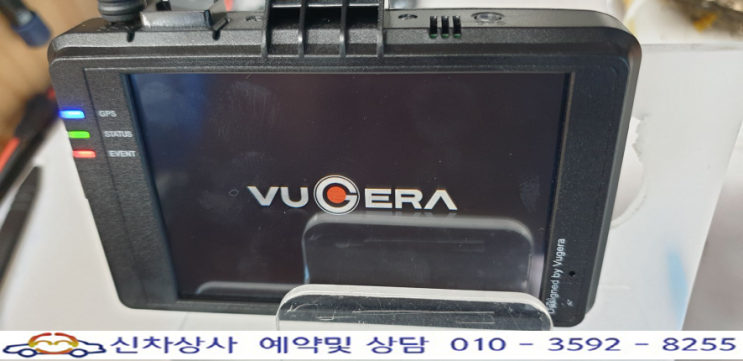 GPS
STATUS
EVENT
VUGERA
Designed by Vugera
신차상사 예약및 상담 010 - 3592 - 8255